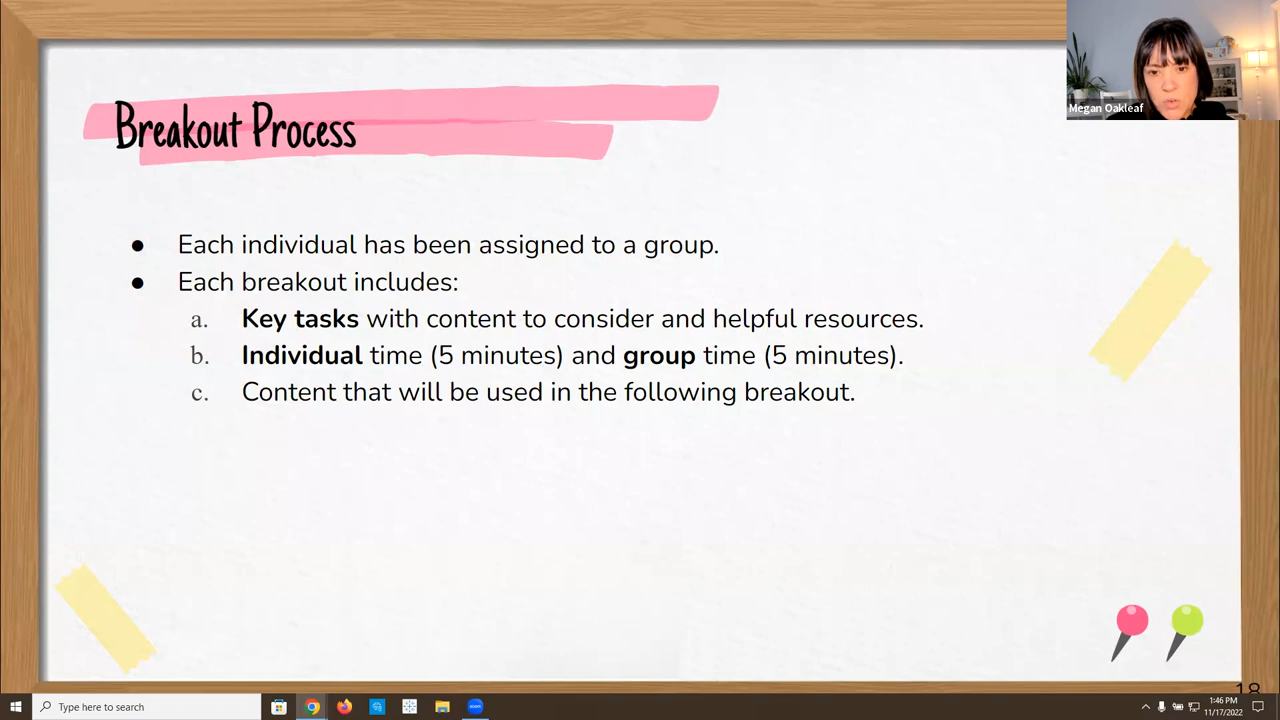 Megan Oakleaf
Breakout Process
● Each individual has been assigned to a group.
● Each breakout includes:
a. Key tasks with content to consider and helpful resources.
b. Individual time (5 minutes) and group time (5 minutes).
c. Content that will be used in the following breakout.
18
Type here to search
1:46 PM
11/17/2022